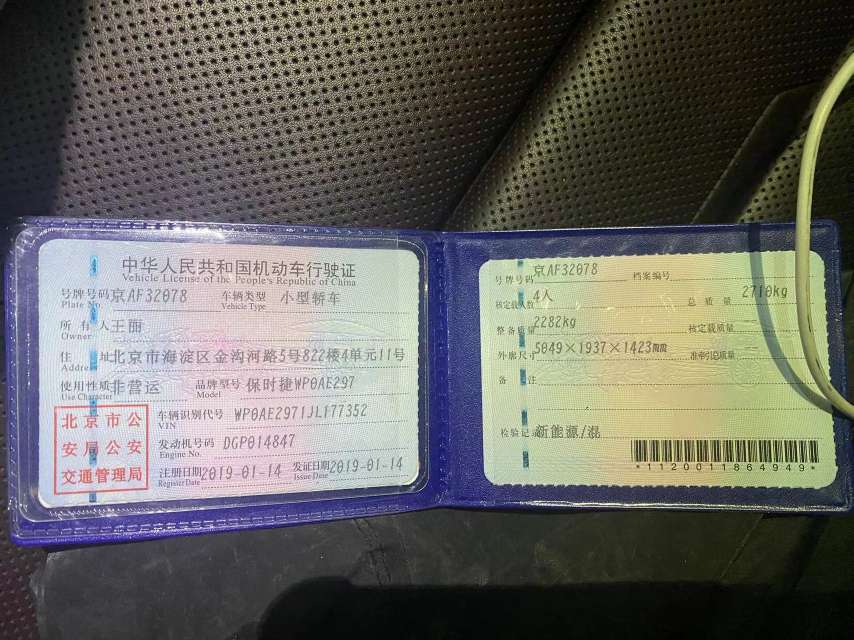 中华人民共和国机动车行驶证
Vehicle License of the People's Republic of China
号牌号码 京AF32078 车辆类型 小型轿车
Plate No. Vehicle Type
所有人 王丽
Owner
住址 北京市海淀区金沟河路5号822楼4单元11号
Address
使用性质 非营运 品牌型号 保时捷WP0AE297
Use Character Model
北京市公安局公安交通管理局
车辆识别代号 WP0AE2971JL177352
VIN
发动机号码 DGP014847
Engine No.
注册日期 2019-01-14 发证日期 2019-01-14
Register Date Issue Date
号牌号码 京AF32078 档案编号
核定载人数 4人 总质量 2710kg
整备质量 2282kg 核定载质量 --
外廓尺寸 5049×1937×1423 准牵引总质量 --
备注
检验记录 新能源/混
*1120011864949*